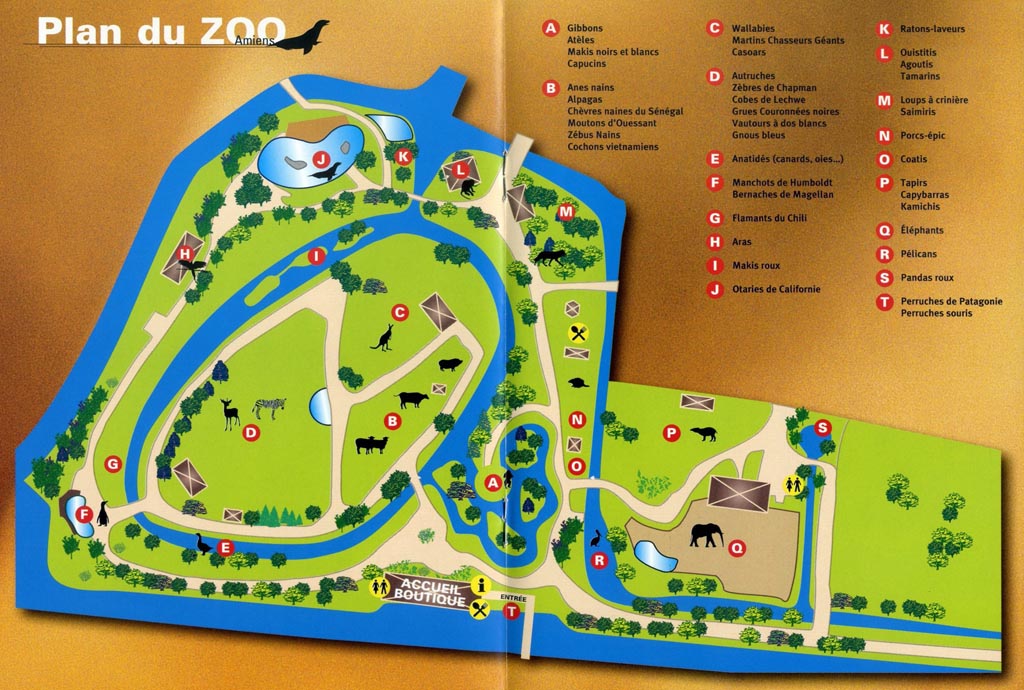 Plan du ZOO
Amiens
A Gibbons
Atèles
Makis noirs et blancs
Capucins
B Anes nains
Alpagas
Chèvres naines du Sénégal
Moutons d'Ouessant
Zébus Nains
Cochons vietnamiens
C Wallabies
Martins Chasseurs Géants
Casoars
D Autruches
Zèbres de Chapman
Cobes de Lechwe
Grues Couronnées noires
Vautours à dos blancs
Gnous bleus
E Anatidés (canards, oies...)
F Manchots de Humboldt
Bernaches de Magellan
G Flamants du Chili
H Aras
I Makis roux
J Otaries de Californie
K Ratons-laveurs
L Ouistitis
Agoutis
Tamarins
M Loups à crinière
Saimiris
N Porcs-épic
O Coatis
P Tapirs
Capybarras
Kamichis
Q Éléphants
R Pélicans
S Pandas roux
T Perruches de Patagonie
Perruches souris
J
K
L
M
H
I
C
B
D
N
P
S
G
O
A
F
E
R
Q
ACCUEIL
BOUTIQUE
i
ENTRÉE
T